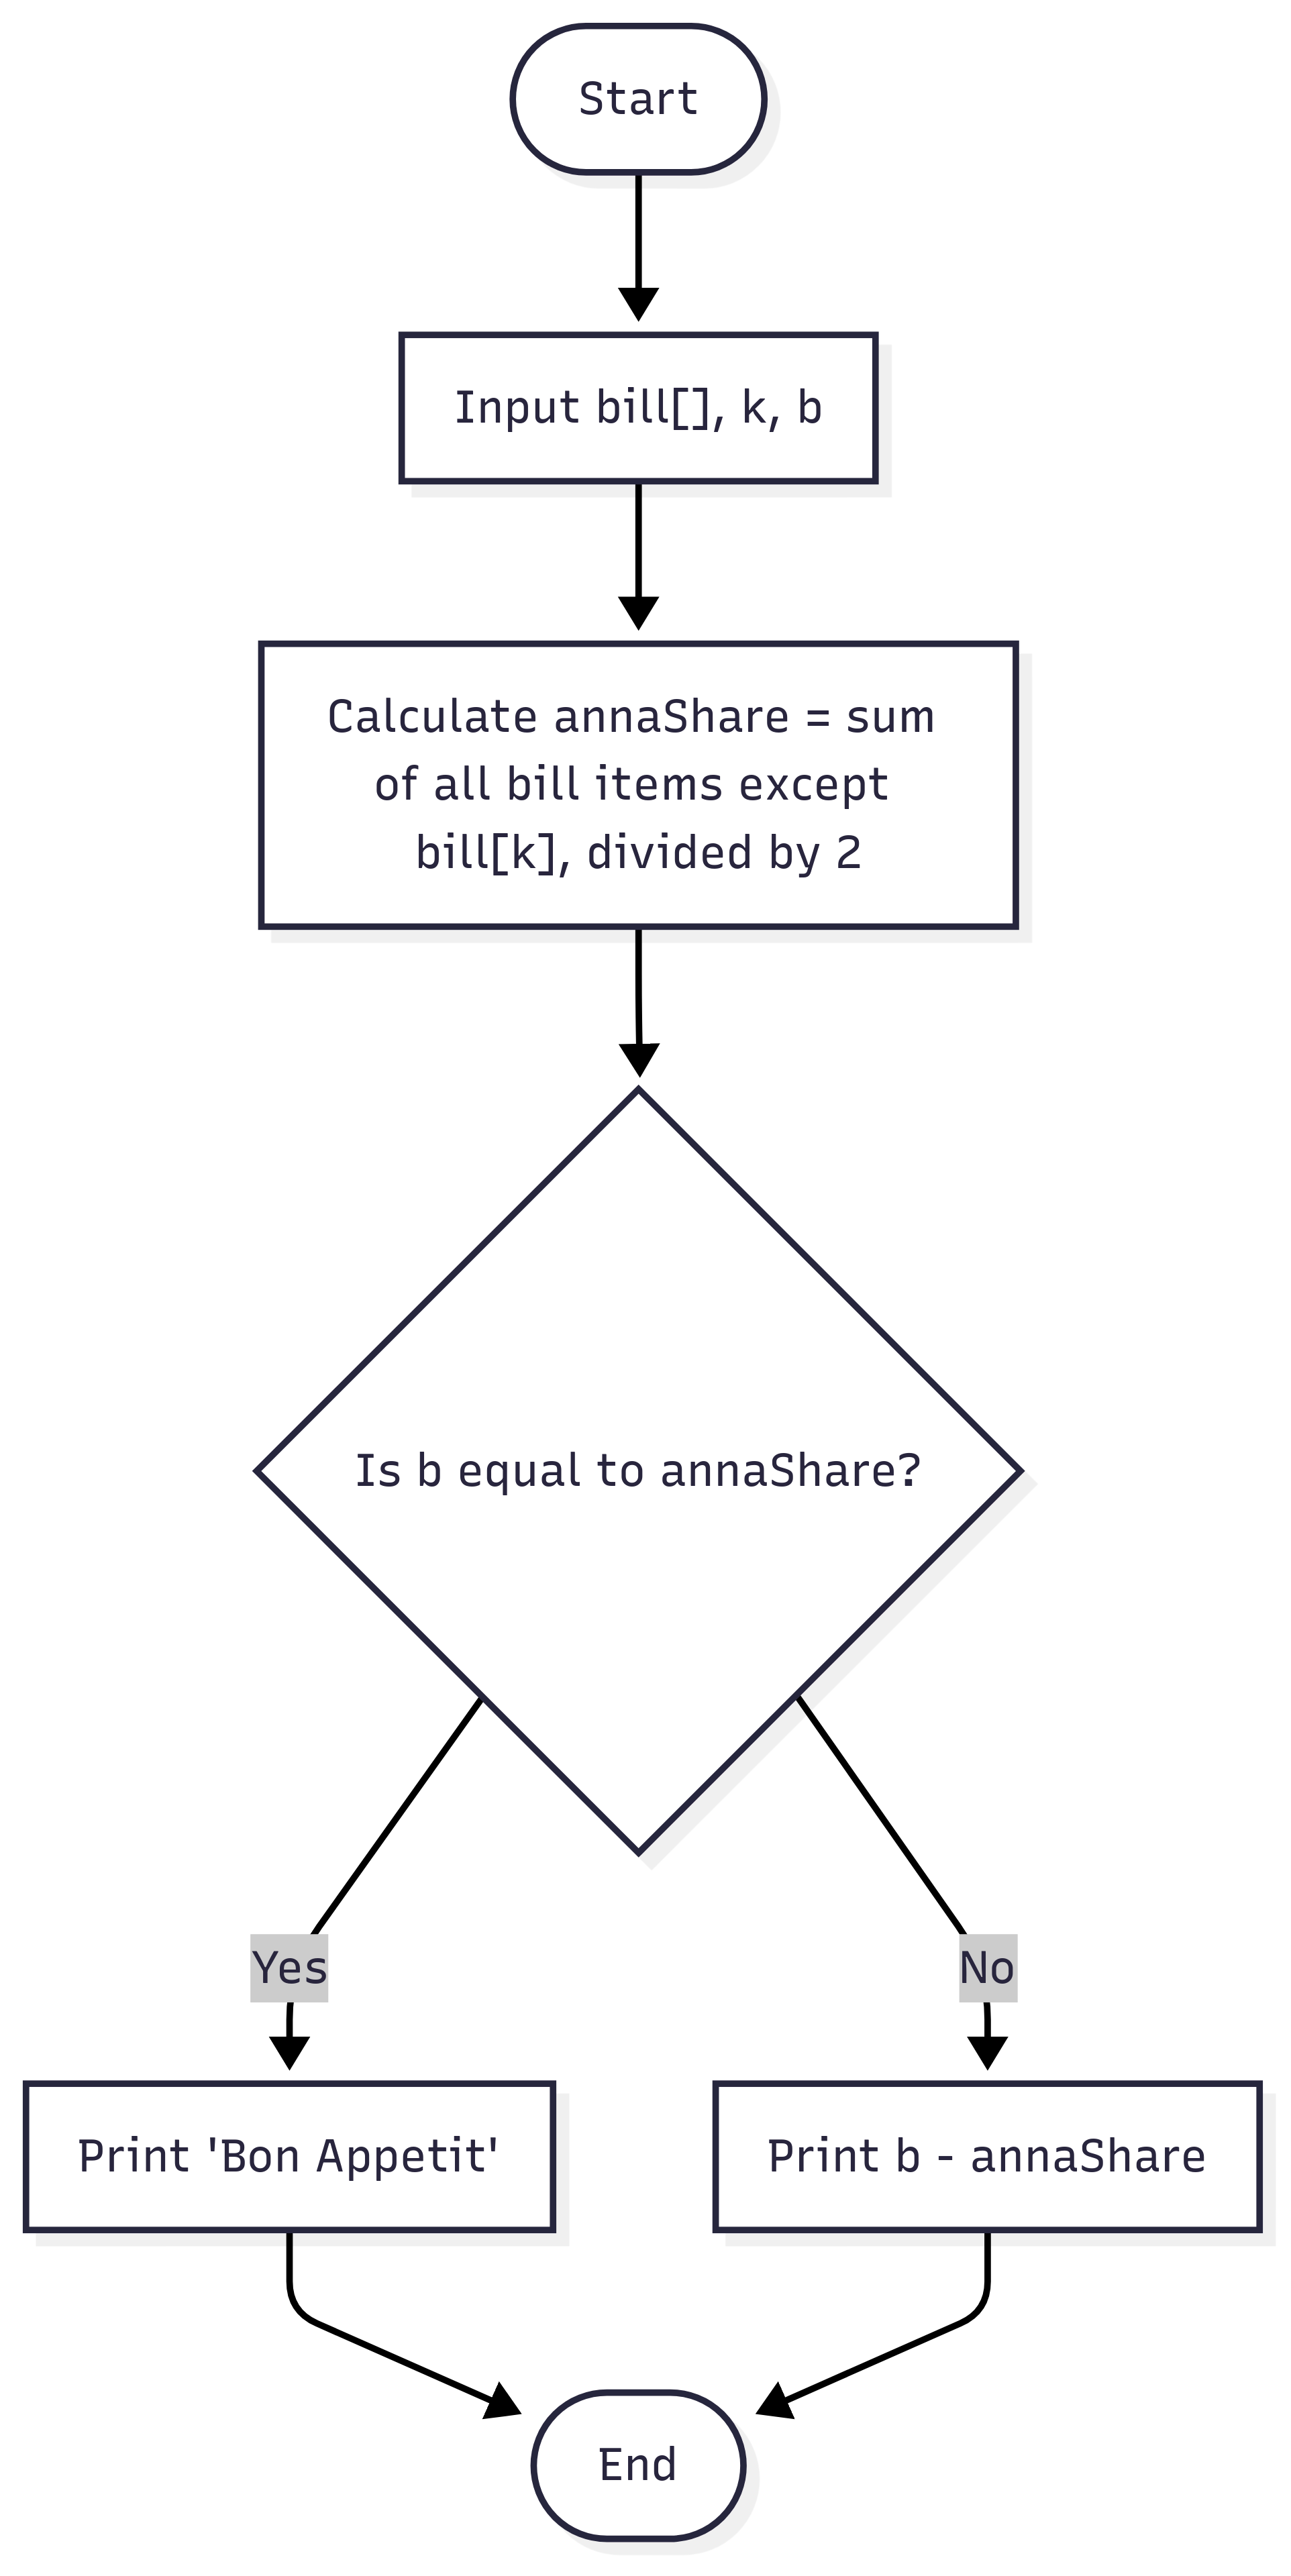 Start
Input bill[], k, b
Calculate annaShare = sum
of all bill items except
bill[k], divided by 2
Is b equal to annaShare?
Yes
No
Print 'Bon Appetit'
Print b - annaShare
End